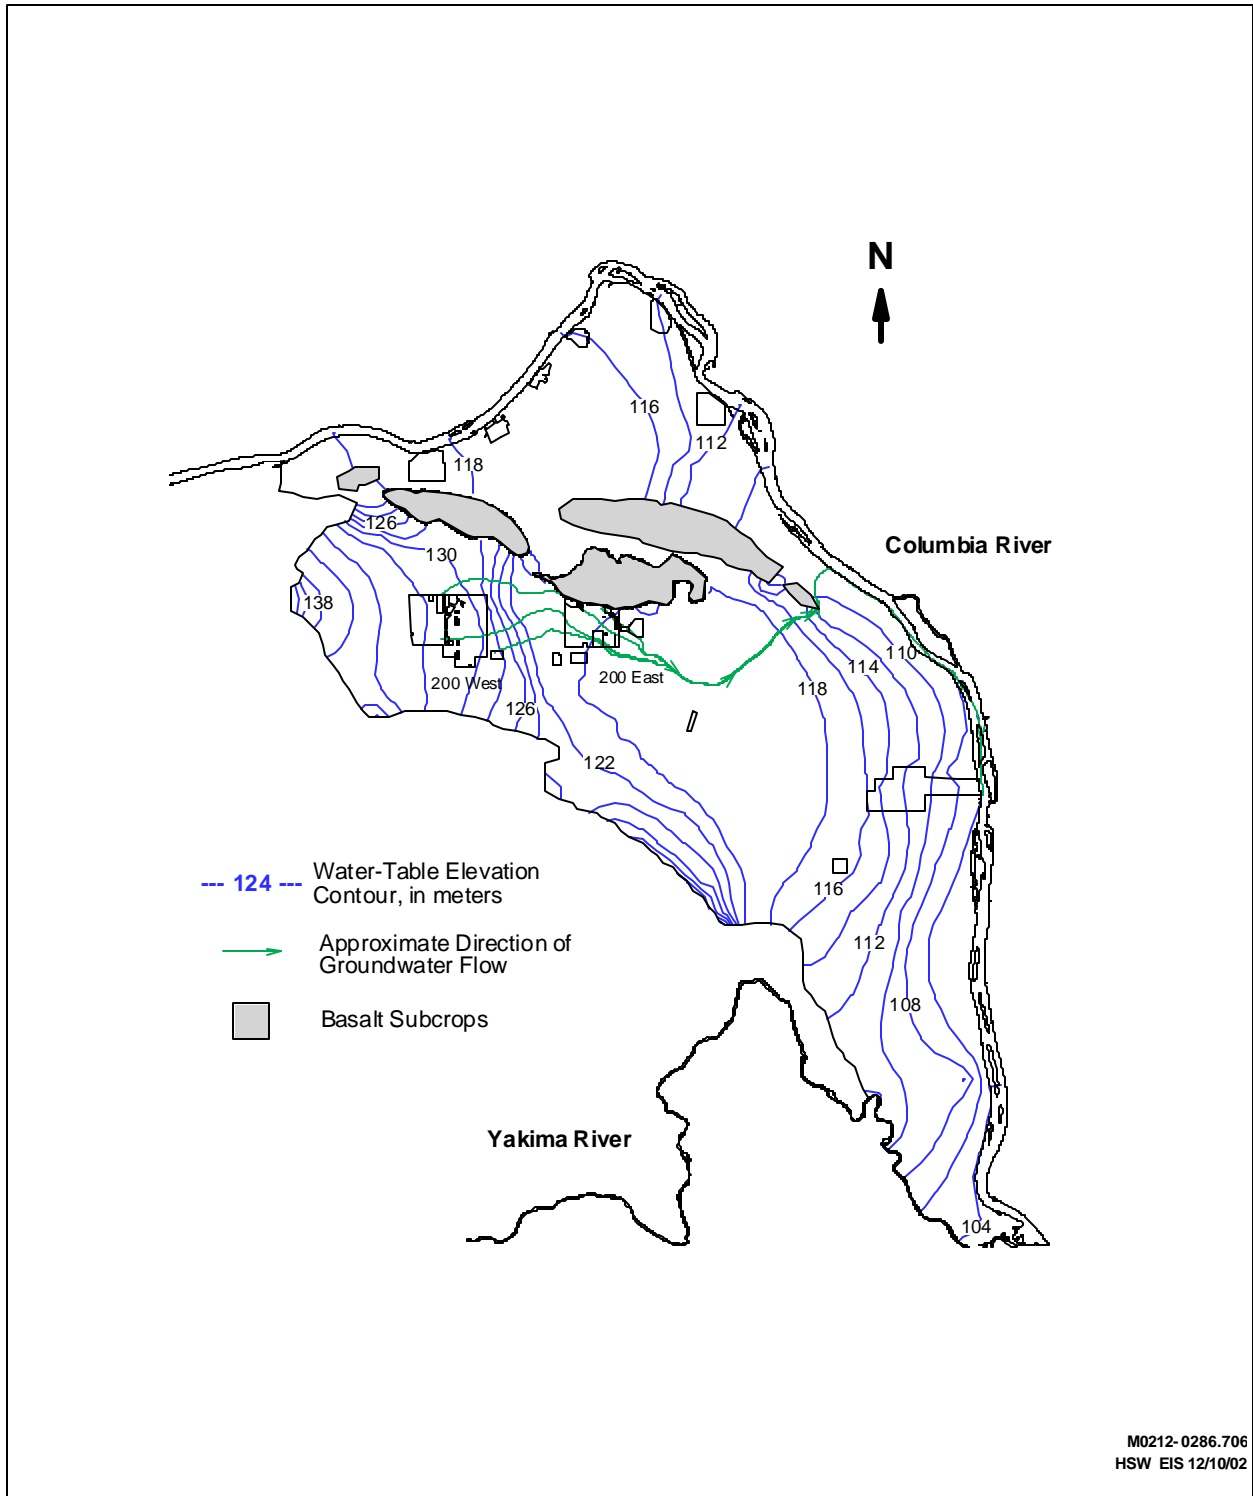 N
116
112
118
126
Columbia River
130
138
110
114
200 West
200 East
118
126
122
--- 124 --- Water-Table Elevation
Contour, in meters
116
Approximate Direction of
Groundwater Flow
112
108
Basalt Subcrops
Yakima River
104
M0212-0286.706
HSW EIS 12/10/02